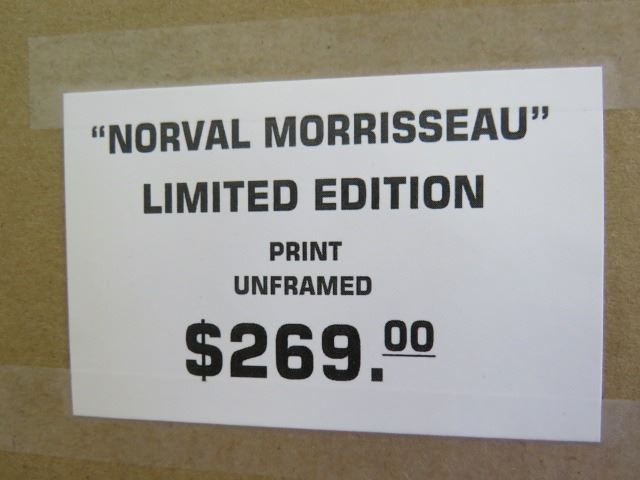 “NORVAL MORRISSEAU”
LIMITED EDITION
PRINT
UNFRAMED
$269.00